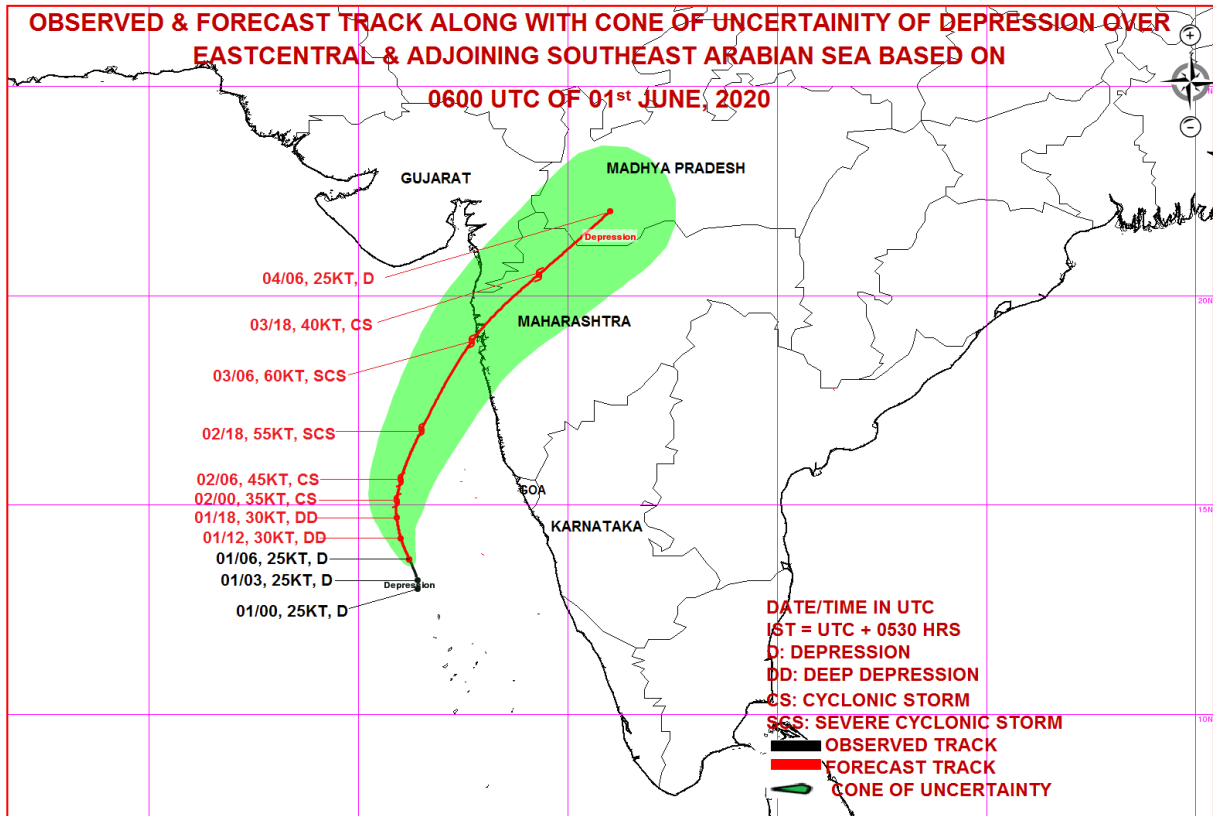 OBSERVED & FORECAST TRACK ALONG WITH CONE OF UNCERTAINITY OF DEPRESSION OVER
EASTCENTRAL & ADJOINING SOUTHEAST ARABIAN SEA BASED ON
0600 UTC OF 01st JUNE, 2020
MADHYA PRADESH
GUJARAT
Depression
04/06, 25KT, D
20N
03/18, 40KT, CS
MAHARASHTRA
03/06, 60KT, SCS
02/18, 55KT, SCS
02/06, 45KT, CS
GOA
02/00, 35KT, CS
15N
01/18, 30KT, DD
KARNATAKA
01/12, 30KT, DD
01/06, 25KT, D
01/03, 25KT, D
Depression
01/00, 25KT, D
DATE/TIME IN UTC
IST = UTC + 0530 HRS
D: DEPRESSION
DD: DEEP DEPRESSION
CS: CYCLONIC STORM
10N
SCS: SEVERE CYCLONIC STORM
OBSERVED TRACK
FORECAST TRACK
CONE OF UNCERTAINTY